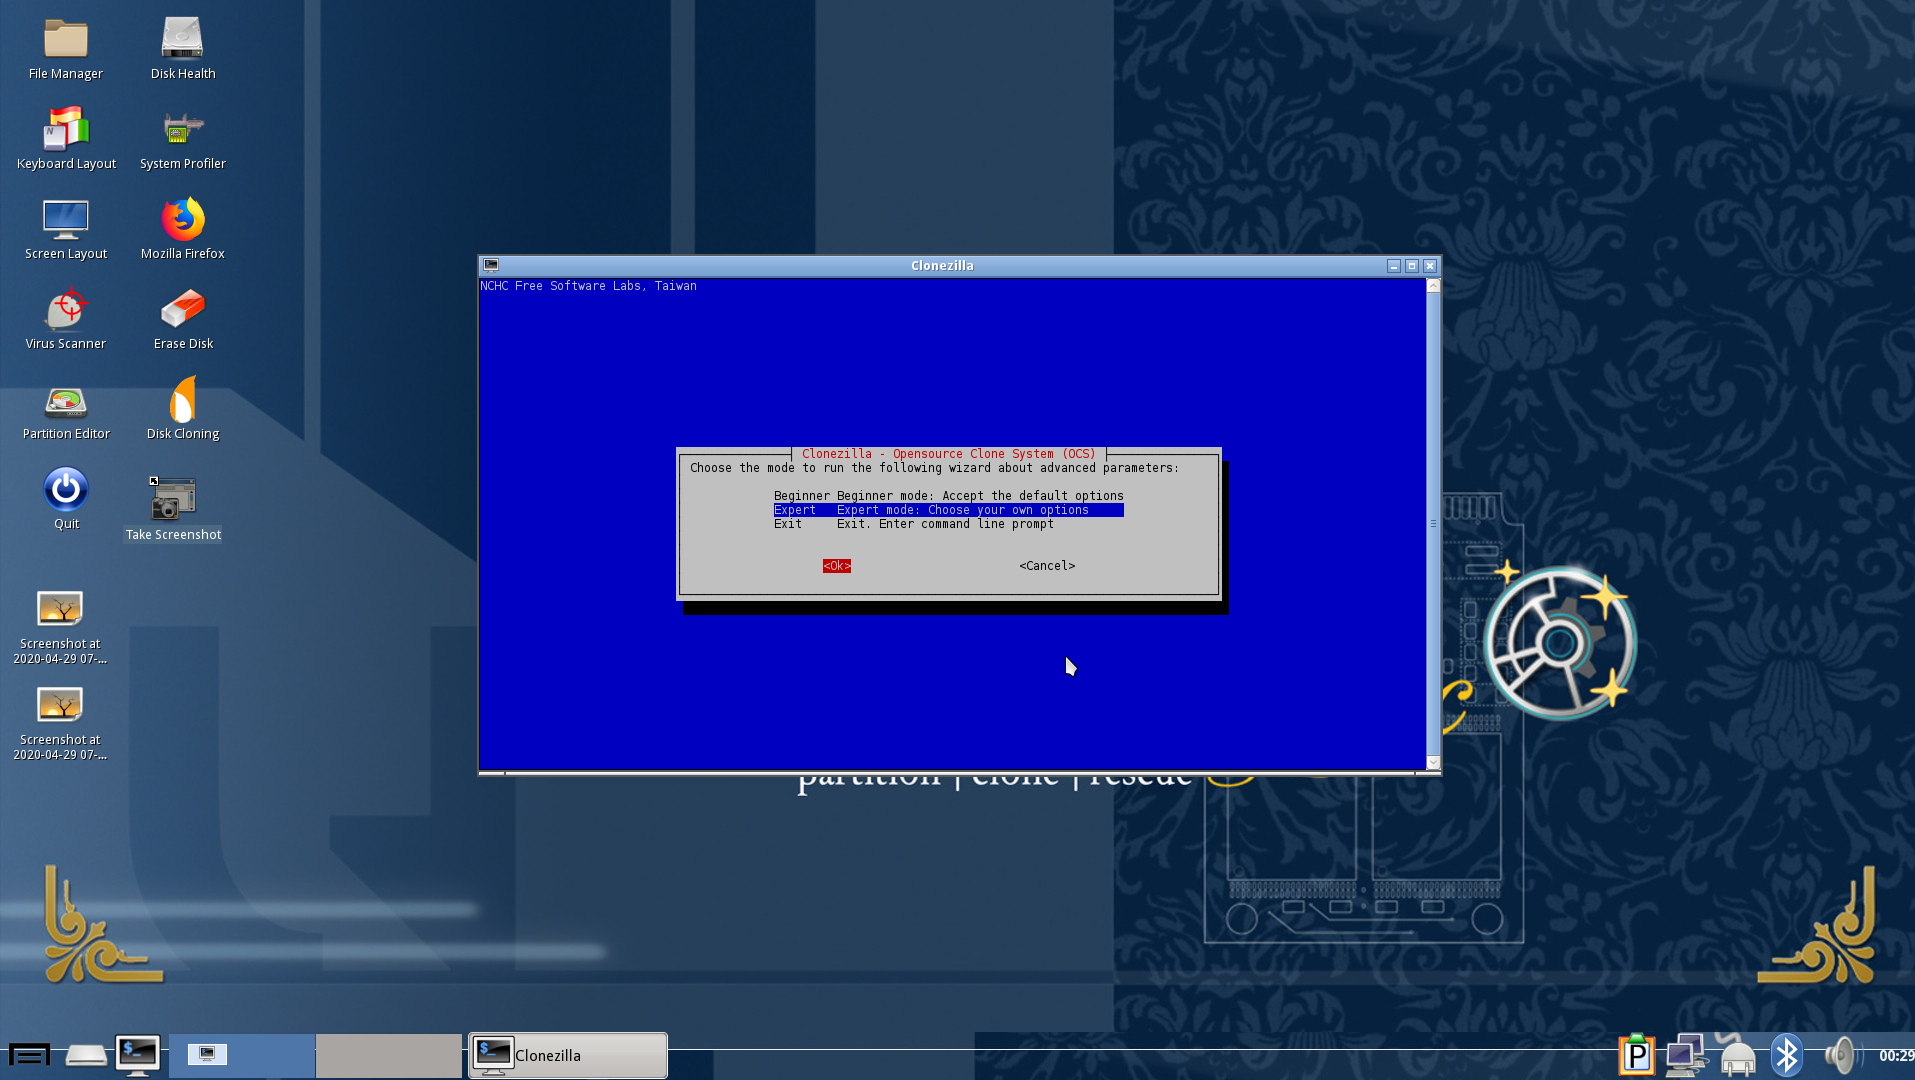 File Manager
Disk Health
Keyboard Layout
System Profiler
Screen Layout
Mozilla Firefox
Virus Scanner
Erase Disk
Partition Editor
Disk Cloning
Quit
Take Screenshot
Screenshot at
2020-04-29 07-...
Screenshot at
2020-04-29 07-...
Clonezilla
NCHC Free Software Labs, Taiwan
Clonezilla - Opensource Clone System (OCS)
Choose the mode to run the following wizard about advanced parameters:
Beginner Beginner mode: Accept the default options
Expert Expert mode: Choose your own options
Exit Exit. Enter command line prompt
<Ok> <Cancel>
partition | clone | rescue
Clonezilla
P
00:29